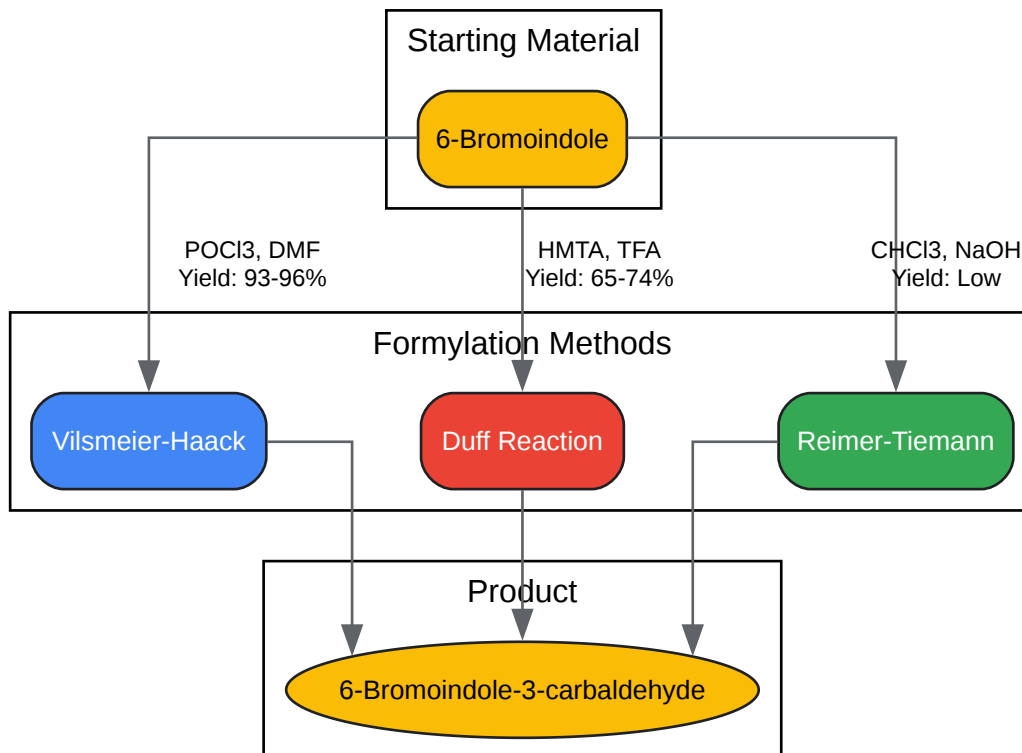 Starting Material
6-Bromoindole
POCl3, DMF
Yield: 93-96%
HMTA, TFA
Yield: 65-74%
CHCl3, NaOH
Yield: Low
Formylation Methods
Vilsmeier-Haack
Duff Reaction
Reimer-Tiemann
Product
6-Bromoindole-3-carbaldehyde